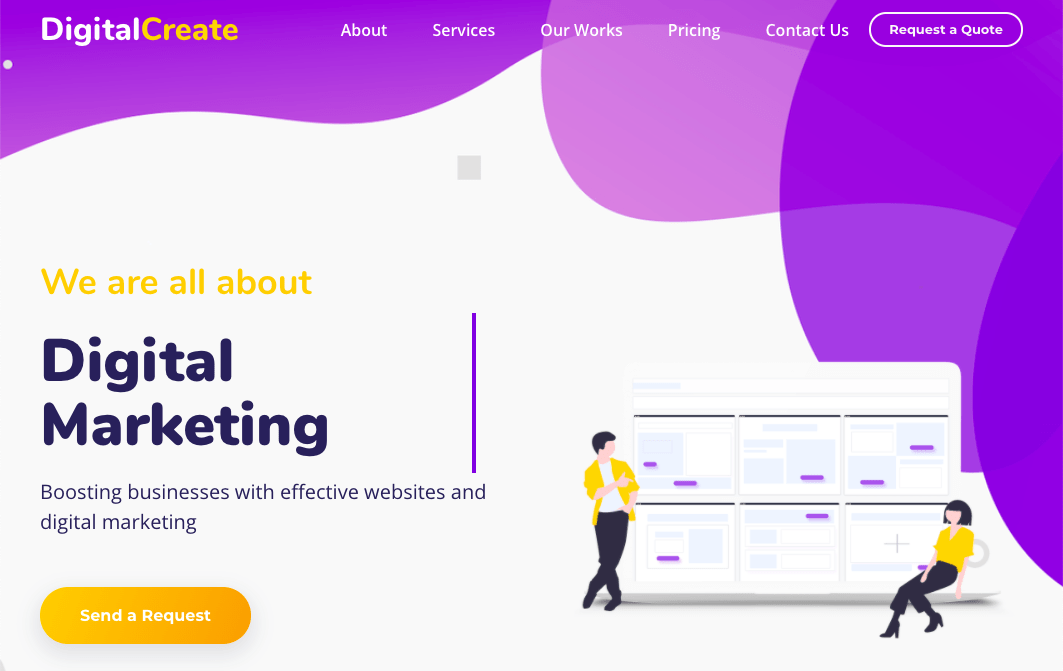 DigitalCreate
About
Services
Our Works
Pricing
Contact Us
Request a Quote
We are all about
Digital
Marketing
Boosting businesses with effective websites and
digital marketing
Send a Request